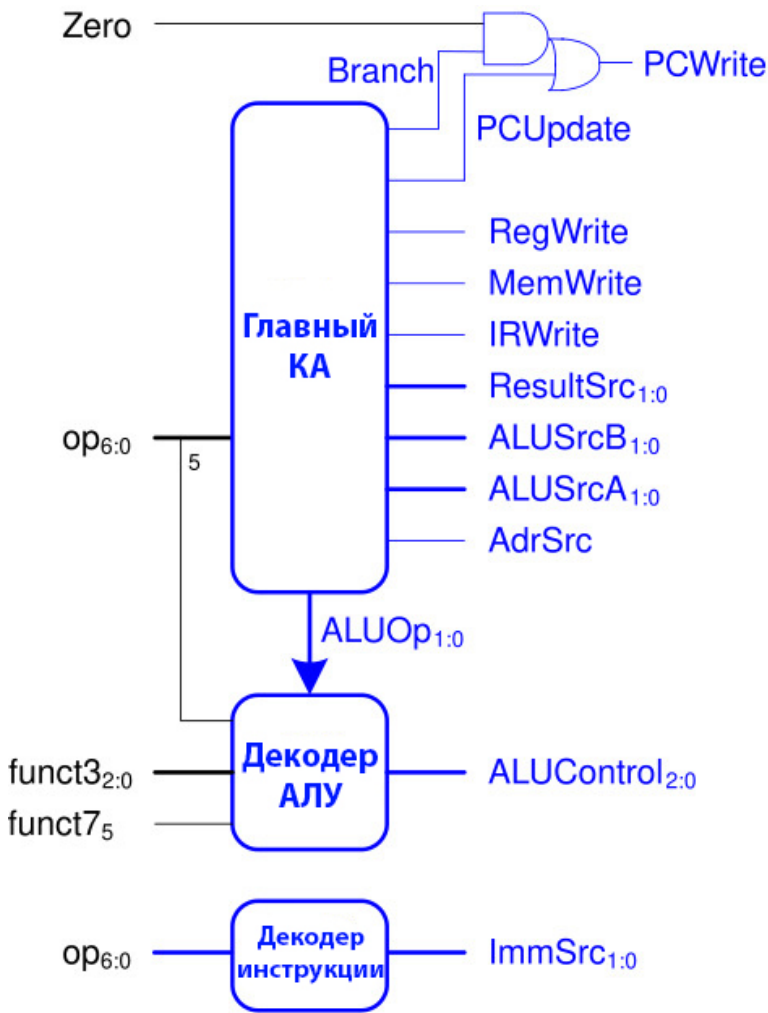 Zero
Branch
PCWrite
PCUpdate
RegWrite
MemWrite
Главный
КА
IRWrite
ResultSrc1:0
op6:0
5
ALUSrcB1:0
ALUSrcA1:0
AdrSrc
ALUOp1:0
funct32:0
funct75
Декодер
АЛУ
ALUControl2:0
op6:0
Декодер
инструкции
ImmSrc1:0